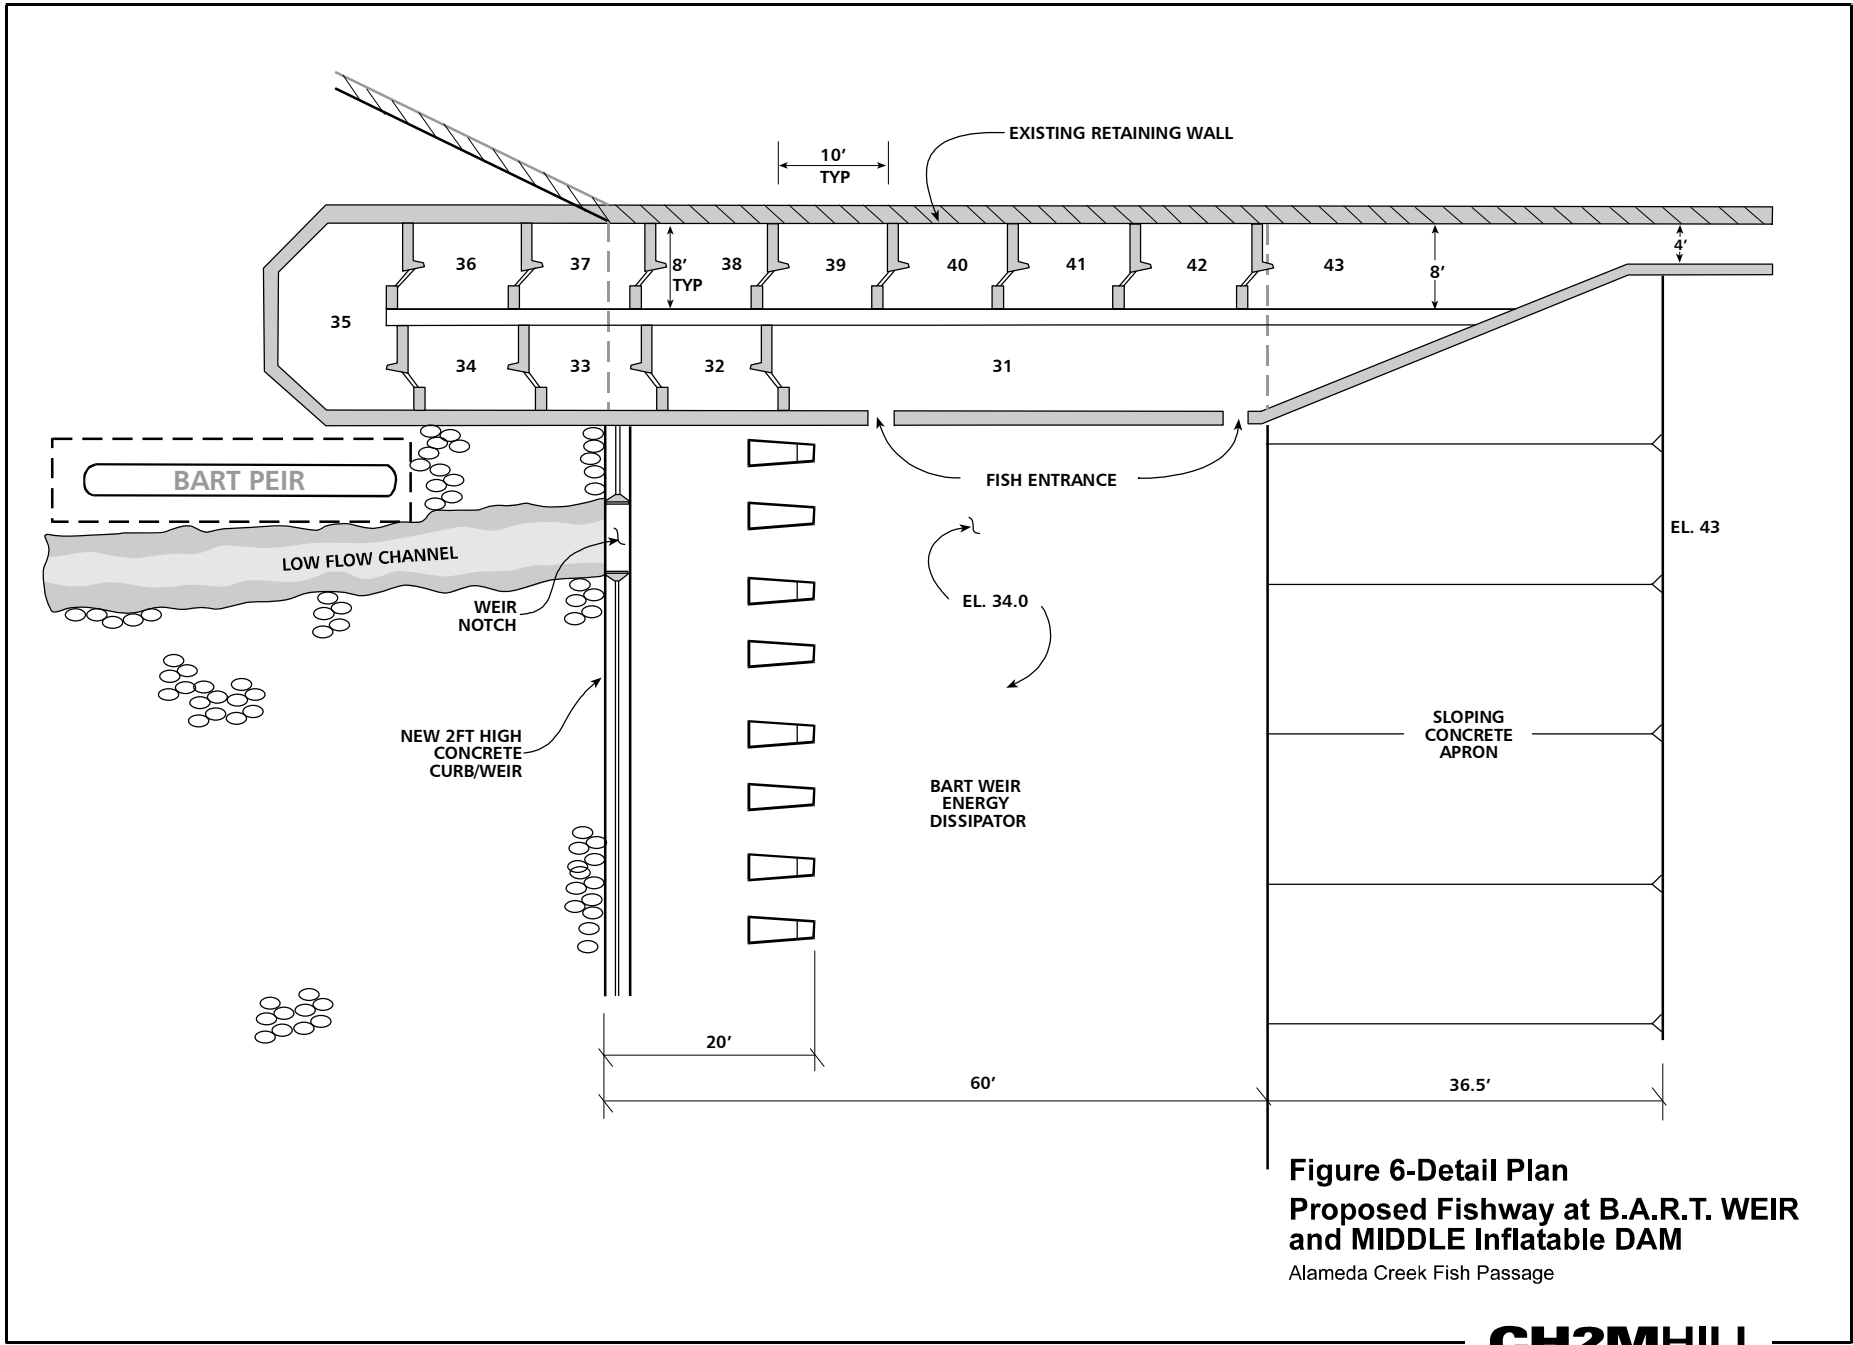 EXISTING RETAINING WALL
10’
TYP
36
37
8’
TYP
38
39
40
41
42
43
8’
4’
35
34
33
32
31
BART PEIR
FISH ENTRANCE
LOW FLOW CHANNEL
EL. 43
WEIR
NOTCH
EL. 34.0
NEW 2FT HIGH
CONCRETE
CURB/WEIR
SLOPING
CONCRETE
APRON
BART WEIR
ENERGY
DISSIPATOR
20’
60’
36.5’
Figure 6-Detail Plan
Proposed Fishway at B.A.R.T. WEIR
and MIDDLE Inflatable DAM
Alameda Creek Fish Passage
CH2MHILL